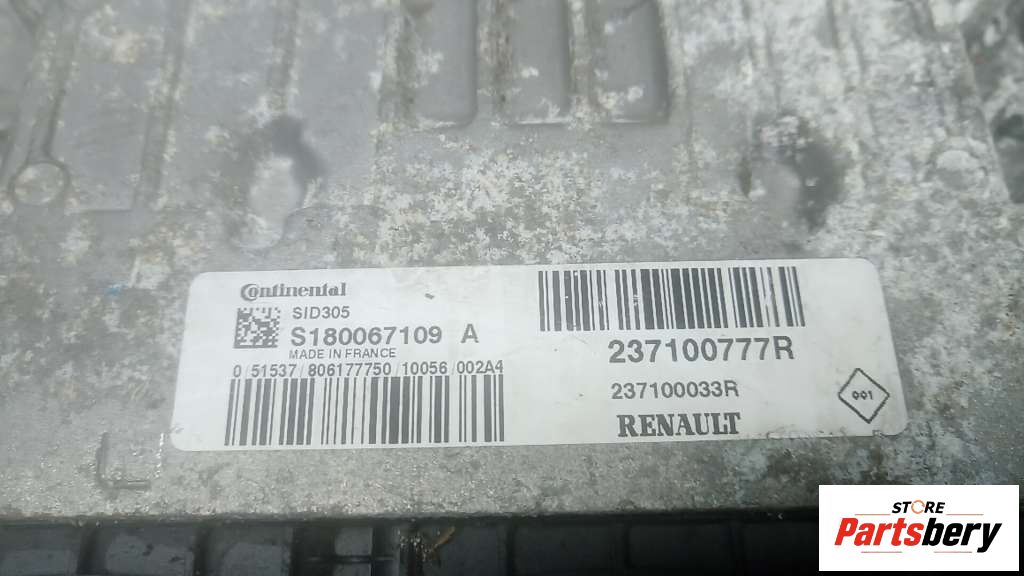 Continental
SID305
S180067109 A
MADE IN FRANCE
0/51537/806177750/10056/002A4
237100777R
237100033R
RENAULT
001
STORE
Partsbery